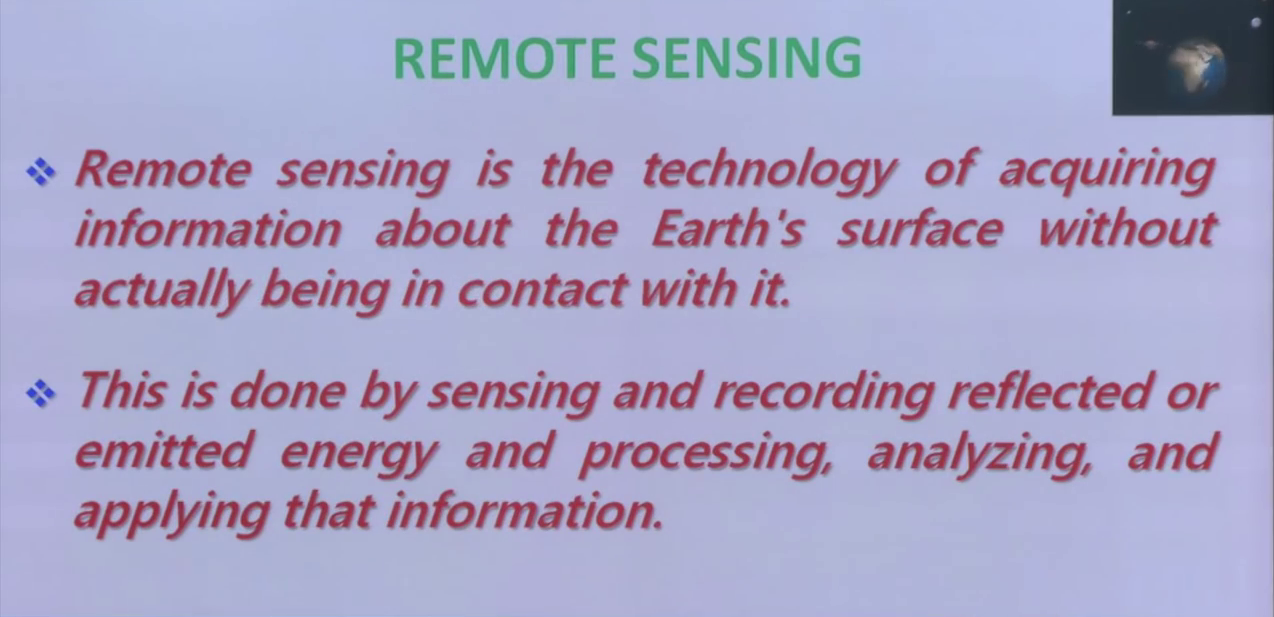 REMOTE SENSING
Remote sensing is the technology of acquiring
information about the Earth's surface without
actually being in contact with it.
This is done by sensing and recording reflected or
emitted energy and processing, analyzing, and
applying that information.